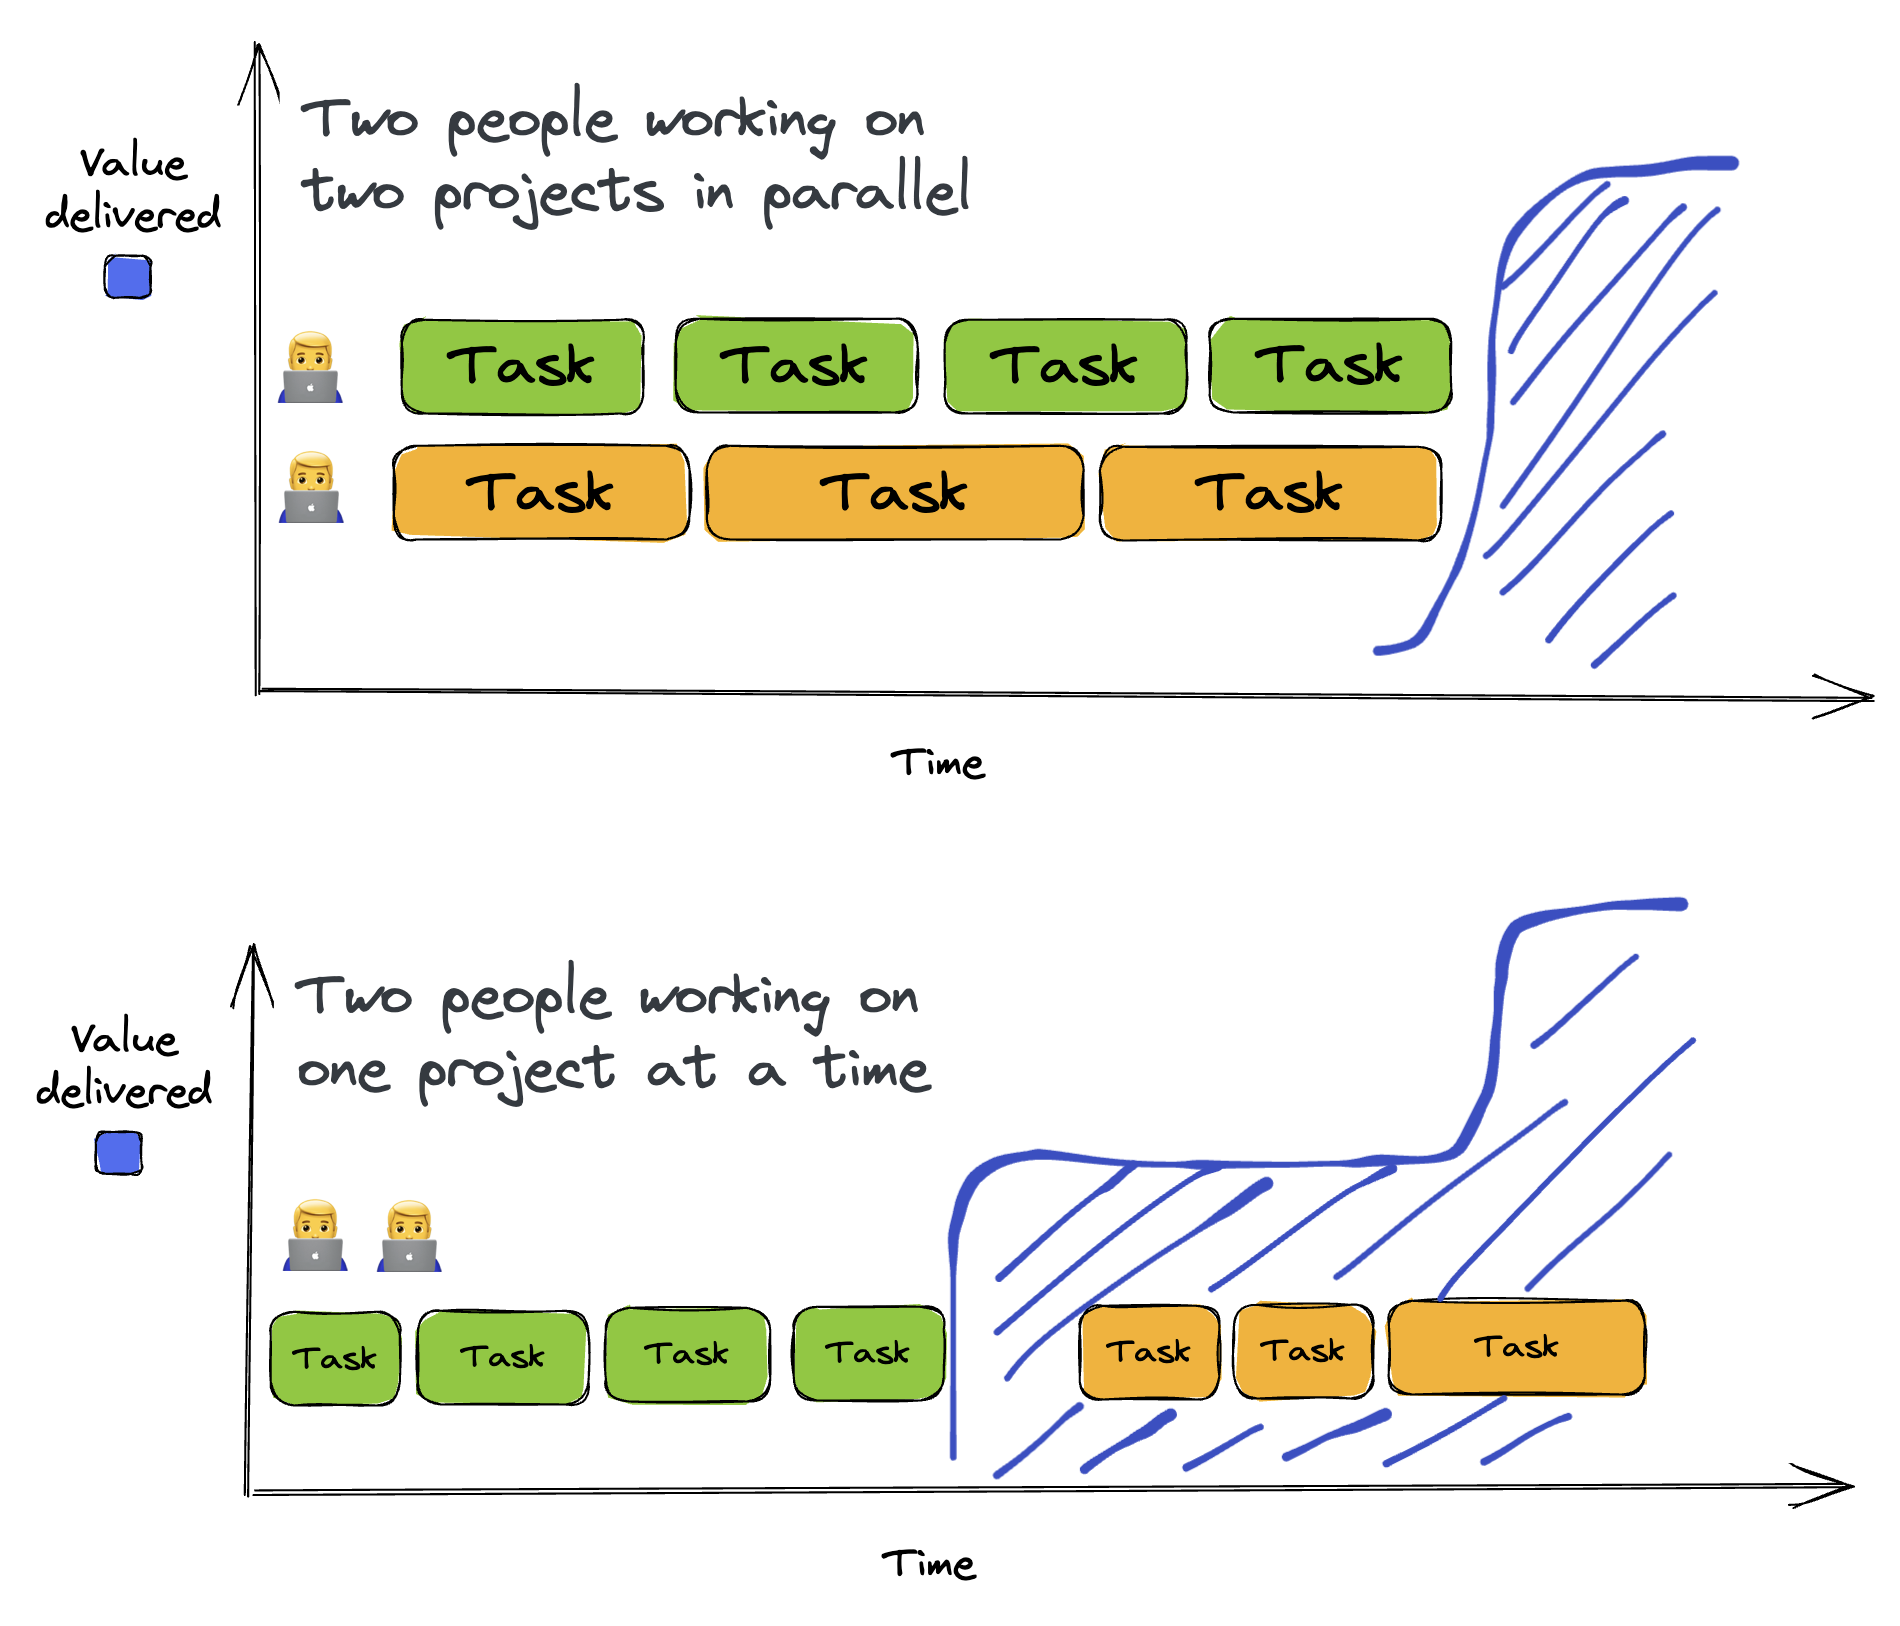 Two people working on
two projects in parallel
Value
delivered
Task Task Task Task
Task Task Task
Time
Two people working on
one project at a time
Value
delivered
Task Task Task Task
Task Task Task
Time